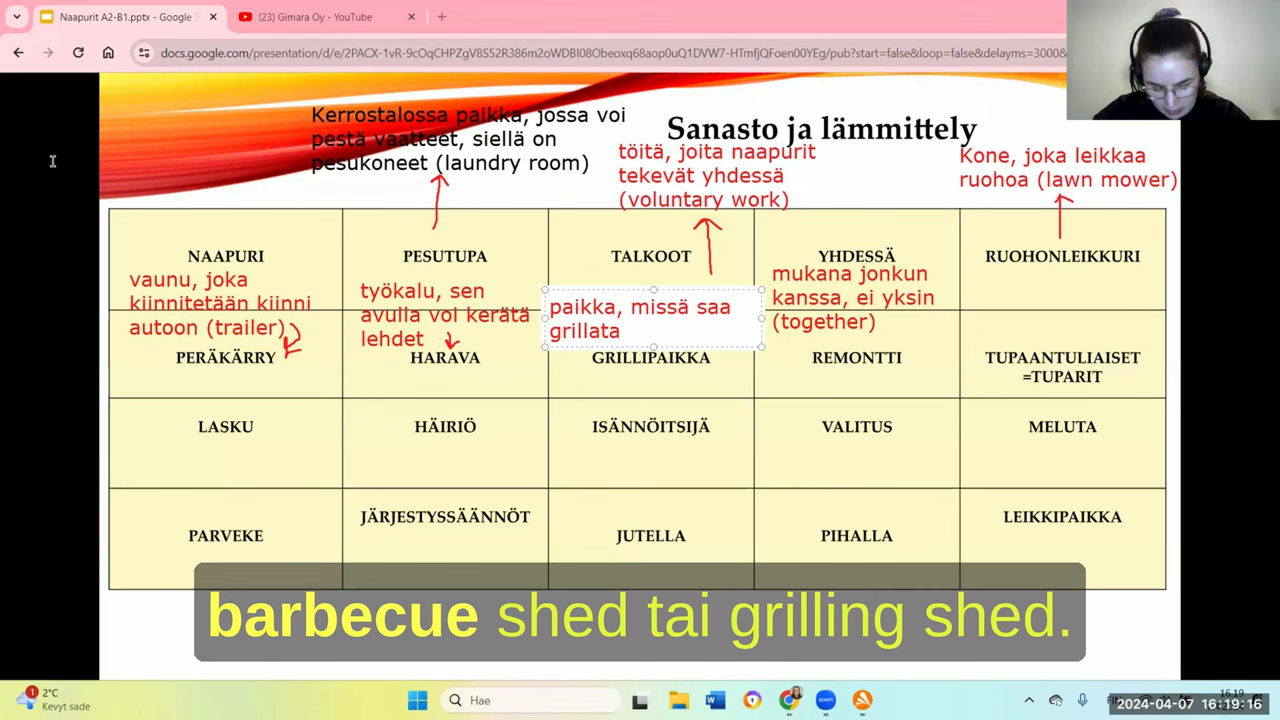 Naapurit A2-B1.pptx - Google S
(23) Gimara Oy - YouTube
docs.google.com/presentation/d/e/2PACX-1vR-9cOqCHPZgV8S52R386m2oWDBI08Obeoxq68aop0uQ1DVW7-HTmfjQFoen00YEg/pub?start=false&loop=false&delayms=3000&
Kerrostalossa paikka, jossa voi
pestä vaatteet, siellä on
pesukoneet (laundry room)
Sanasto ja lämmittely
töitä, joita naapurit
tekevät yhdessä
(voluntary work)
Kone, joka leikkaa
ruohoa (lawn mower)
NAAPURI
PESUTUPA
TALKOOT
YHDESSÄ
RUOHONLEIKKURI
vaunu, joka
kiinnitetään kiinni
autoon (trailer)
työkalu, sen
avulla voi kerätä
lehdet
paikka, missä saa
grillata
mukana jonkun
kanssa, ei yksin
(together)
PERÄKÄRRY
HARAVA
GRILLIPAIKKA
REMONTTI
TUPAANTULIAISET
=TUPARIT
LASKU
HÄIRIÖ
ISÄNNÖITSIJÄ
VALITUS
MELUTA
PARVEKE
JÄRJESTYSSÄÄNNÖT
JUTELLA
PIHALLA
LEIKKIPAIKKA
barbecue shed tai grilling shed.
1
2°C
Kevyt sade
Hae
16.19
2024-04-07 16:19:16